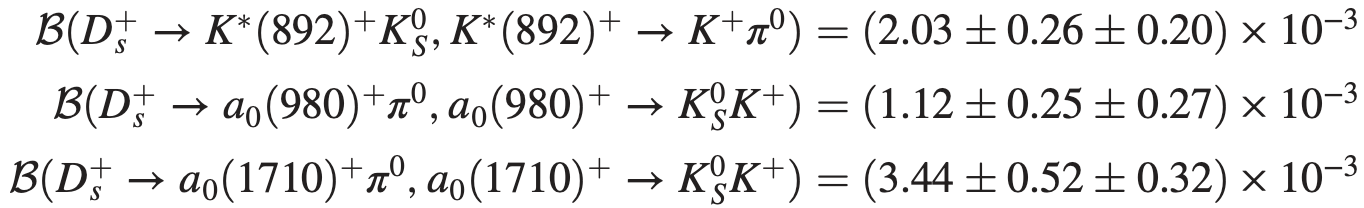 ℬ(D_s^+ → K*(892)^+ K_S^0, K*(892)^+ → K^+ π^0) = (2.03 ± 0.26 ± 0.20) × 10^−3
ℬ(D_s^+ → a_0(980)^+ π^0, a_0(980)^+ → K_S^0 K^+) = (1.12 ± 0.25 ± 0.27) × 10^−3
ℬ(D_s^+ → a_0(1710)^+ π^0, a_0(1710)^+ → K_S^0 K^+) = (3.44 ± 0.52 ± 0.32) × 10^−3